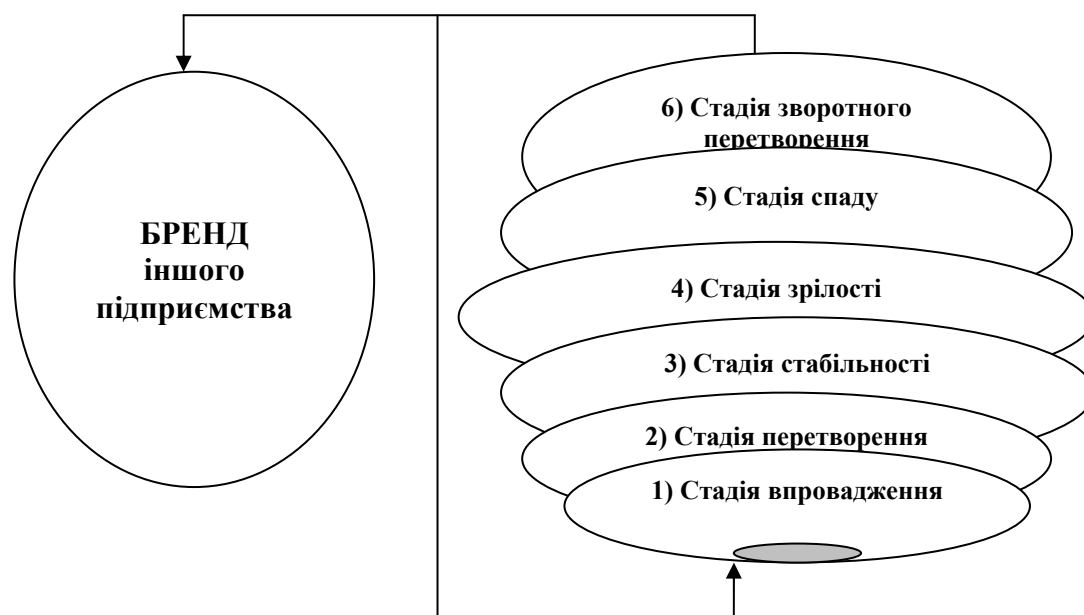 БРЕНД
іншого
підприємства
6) Стадія зворотного
перетворення
5) Стадія спаду
4) Стадія зрілості
3) Стадія стабільності
2) Стадія перетворення
1) Стадія впровадження